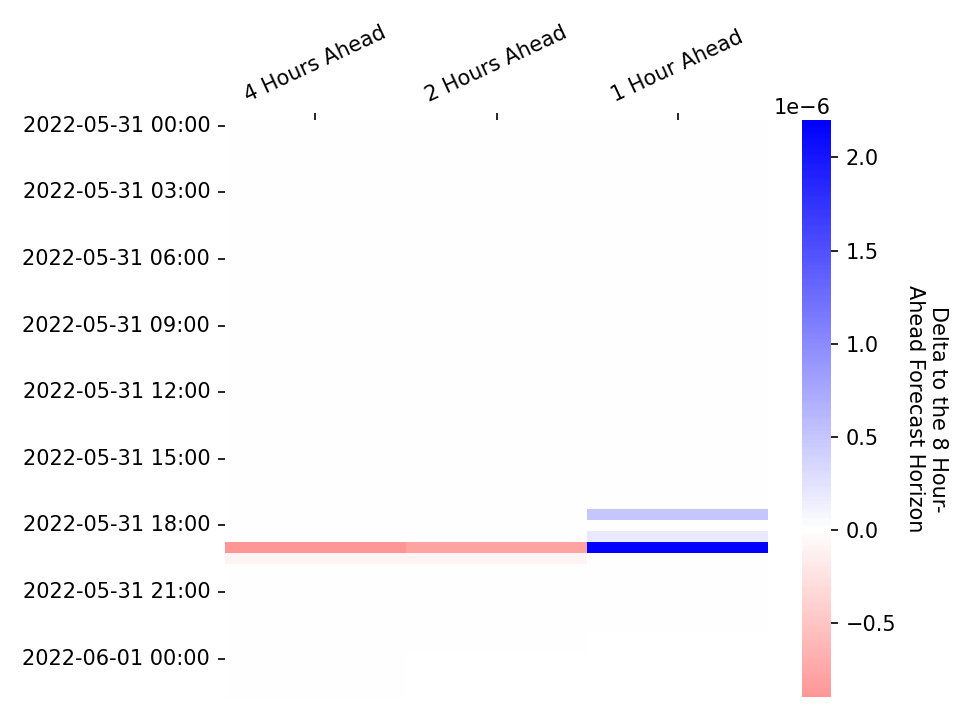 4 Hours Ahead
2 Hours Ahead
1 Hour Ahead
2022-05-31 00:00
2022-05-31 03:00
2022-05-31 06:00
2022-05-31 09:00
2022-05-31 12:00
2022-05-31 15:00
2022-05-31 18:00
2022-05-31 21:00
2022-06-01 00:00
1e−6
2.0
1.5
1.0
0.5
0.0
−0.5
Delta to the 8 Hour-
Ahead Forecast Horizon